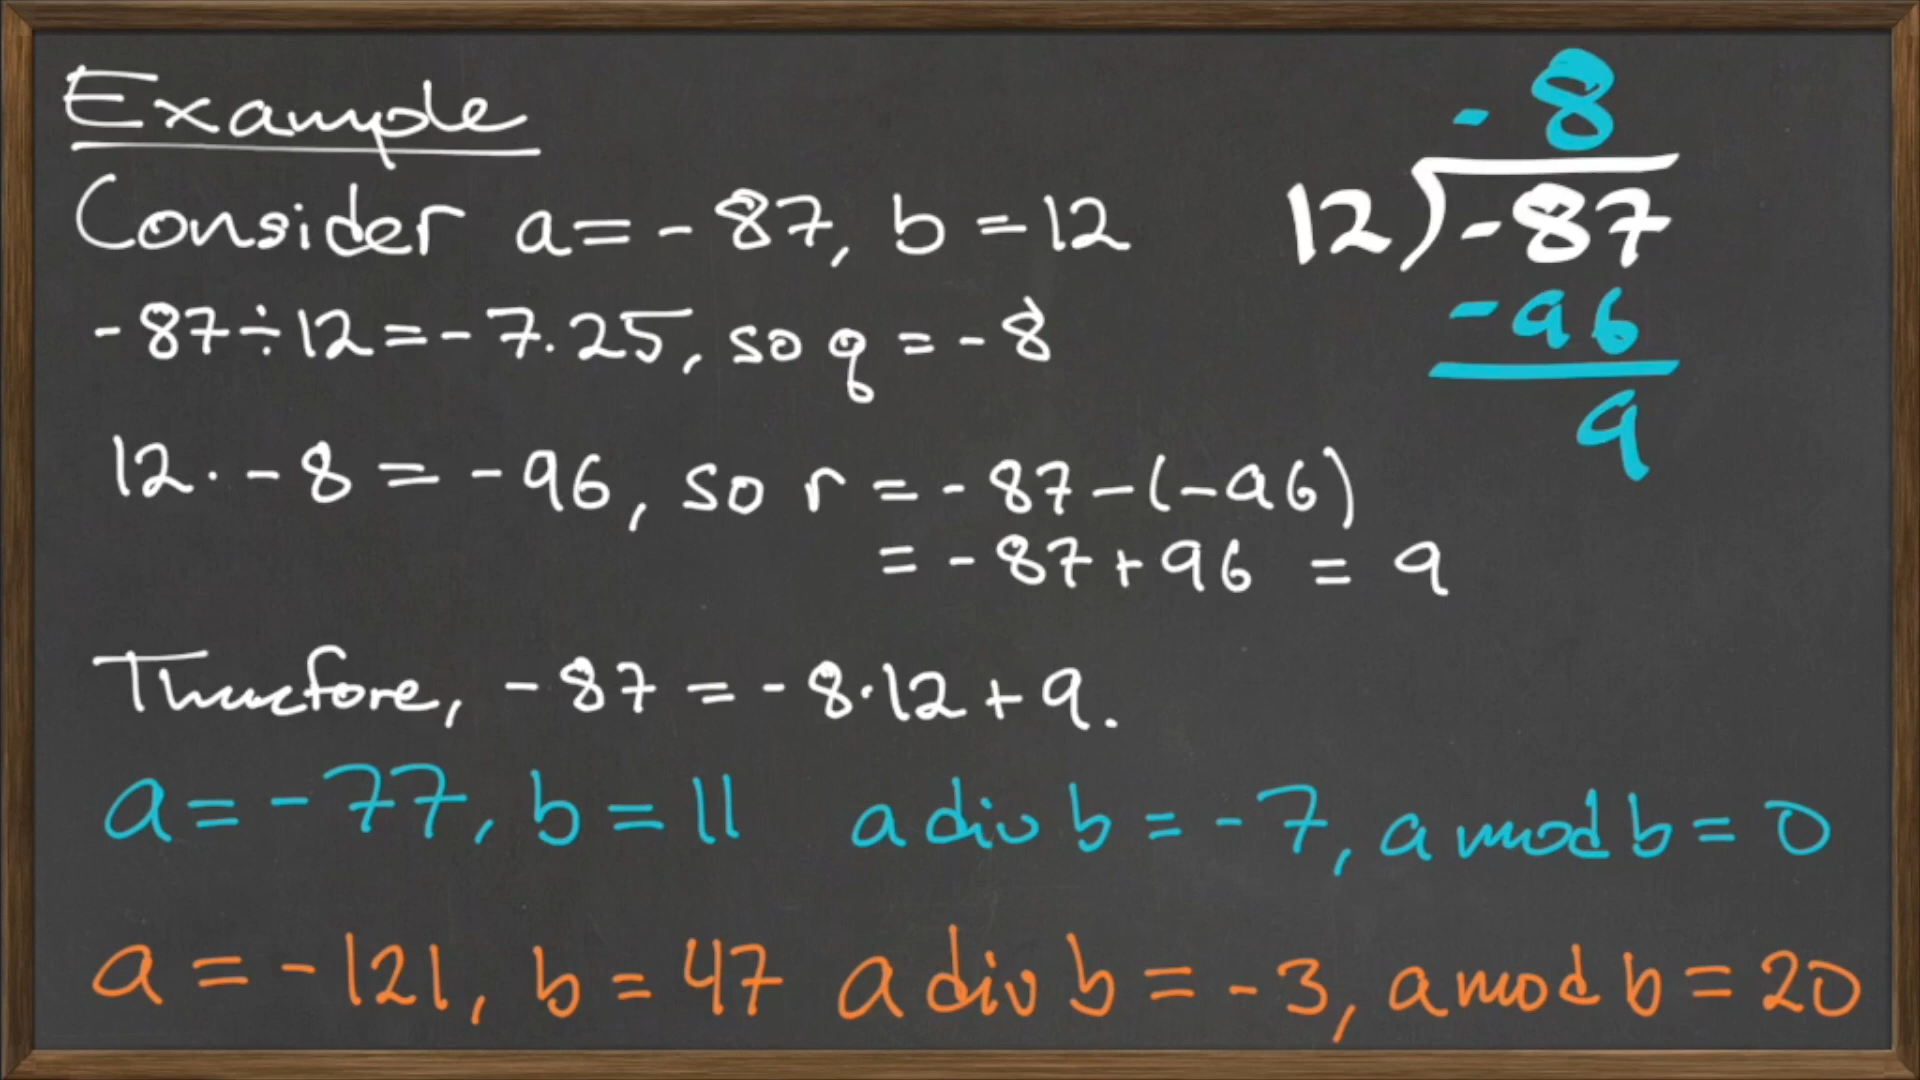 Example
Consider a = -87, b = 12
-87 ÷ 12 = -7.25, so q = -8
12 · -8 = -96, so r = -87 - (-96)
= -87 + 96 = 9
Therefore, -87 = -8·12 + 9.
-8
12)-87
-96
9
a = -77, b = 11 a div b = -7, a mod b = 0
a = -121, b = 47 a div b = -3, a mod b = 20